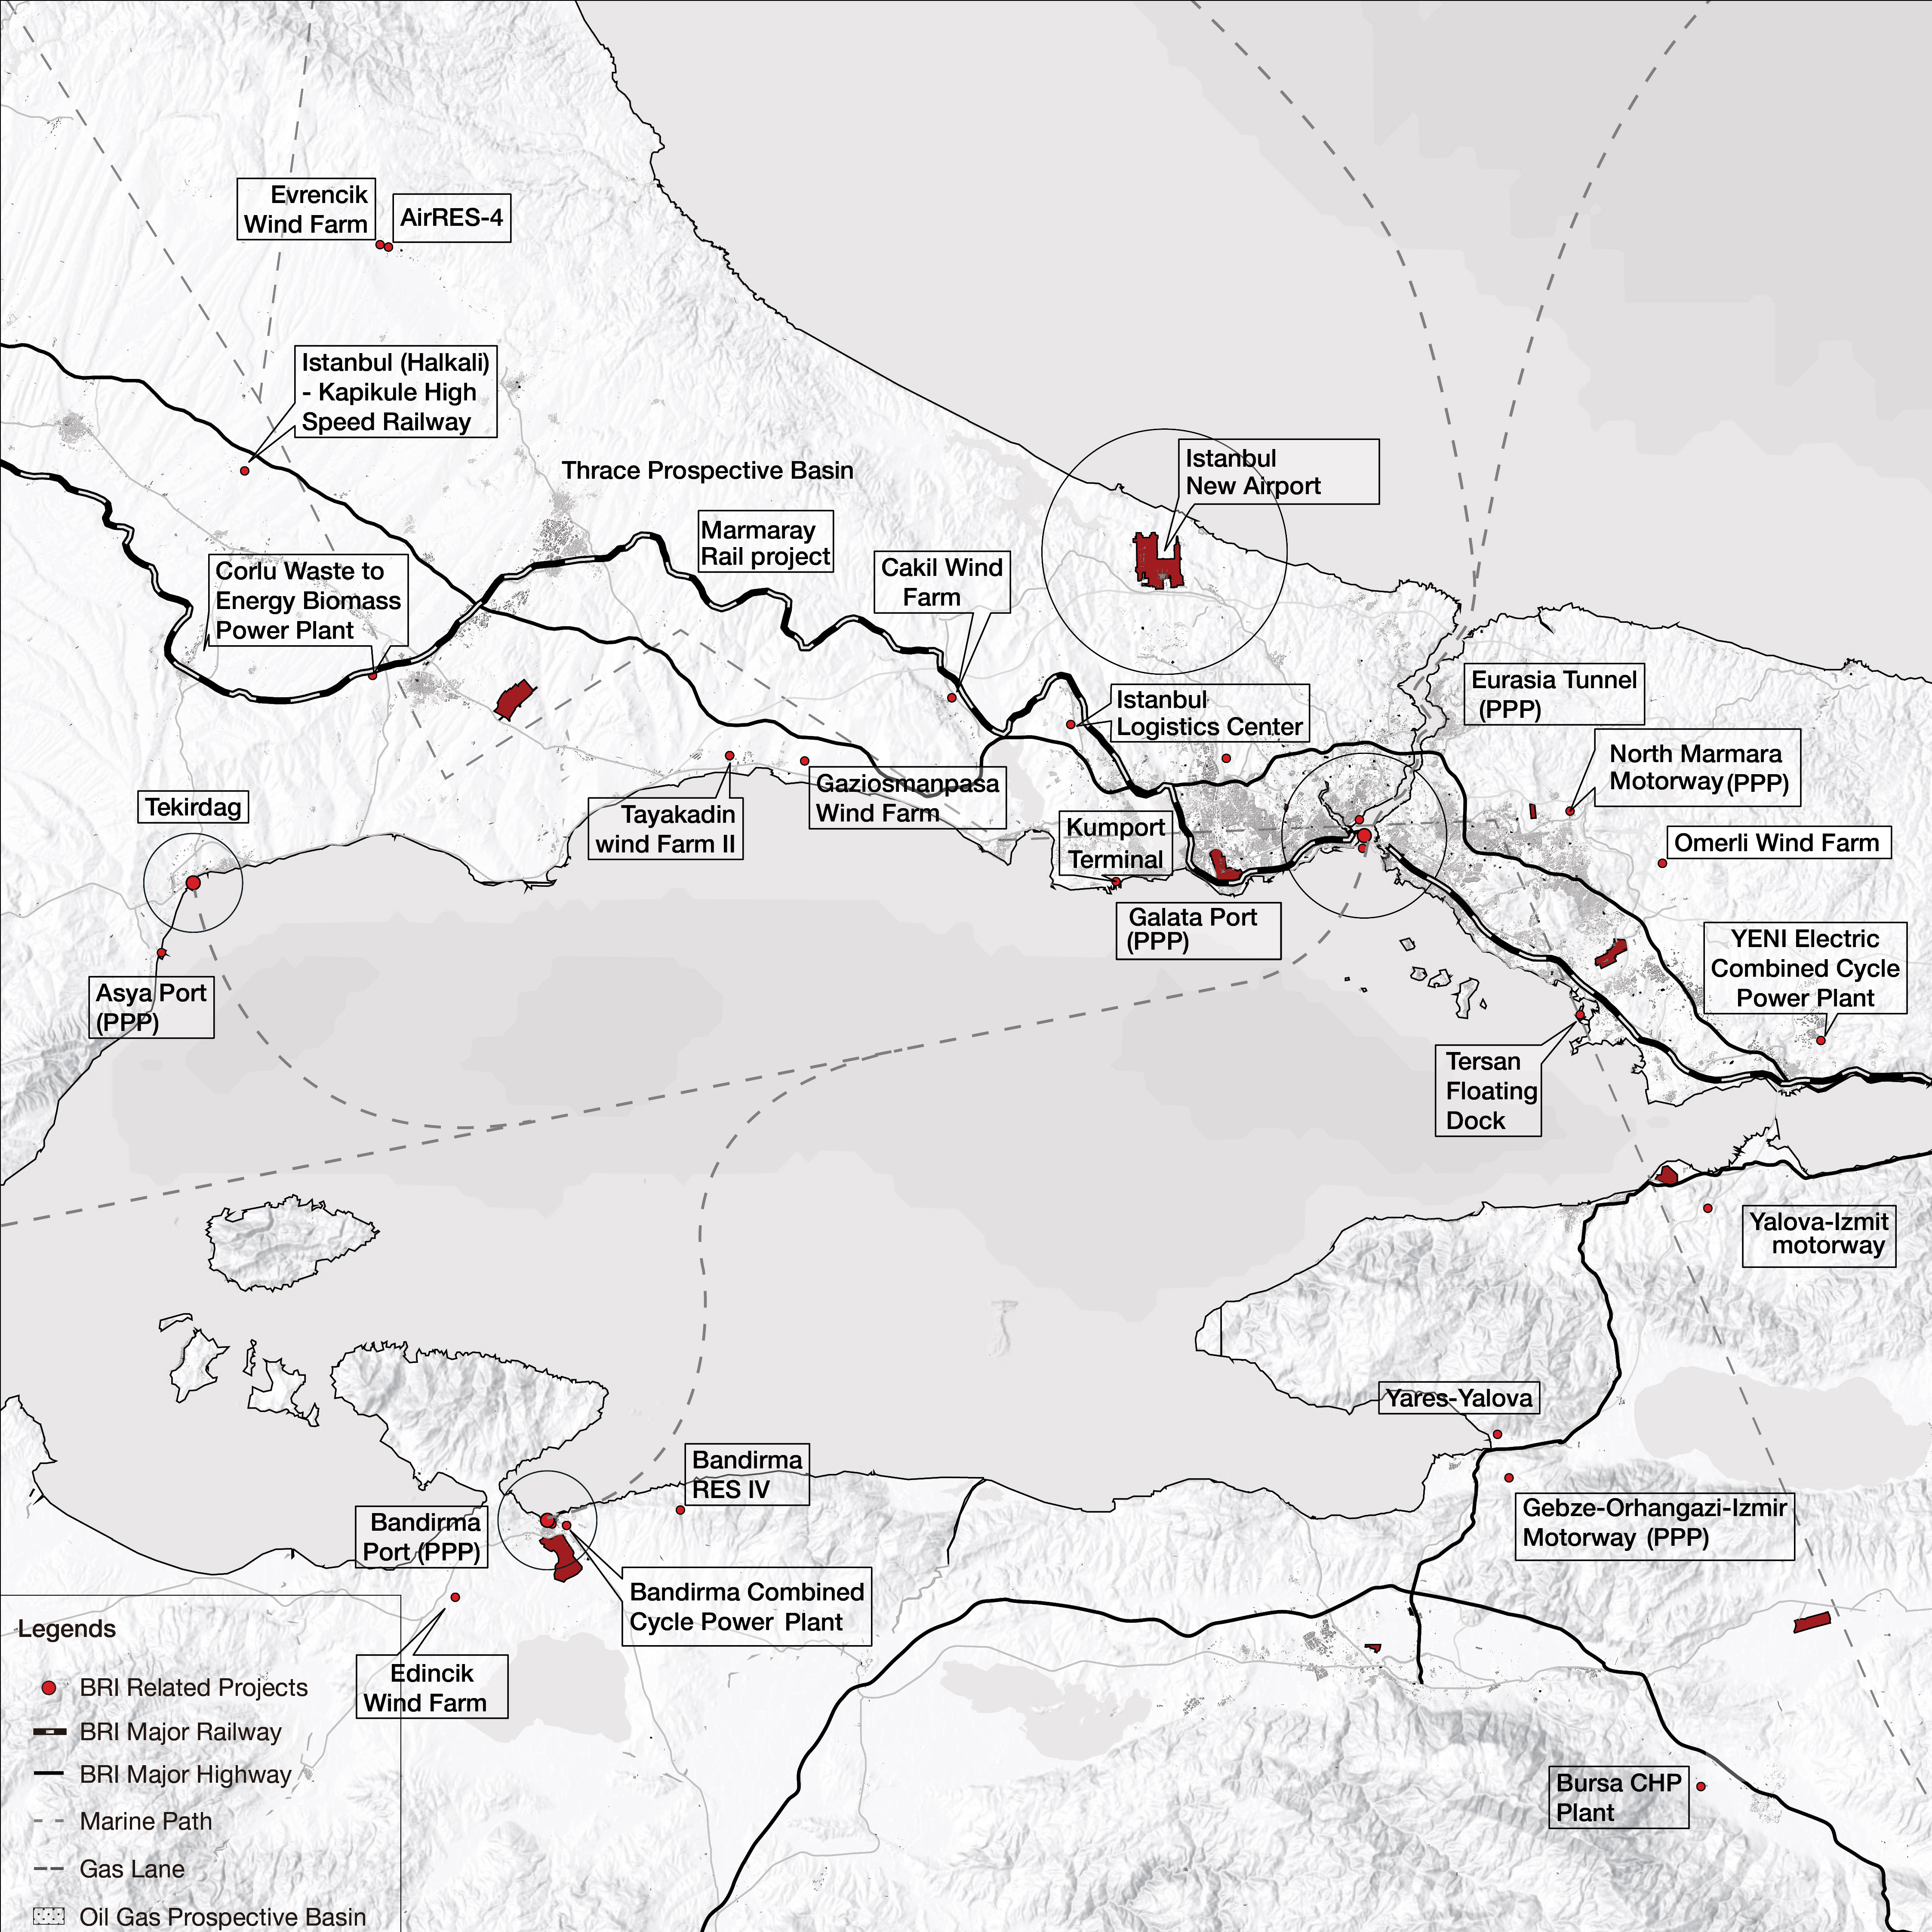 Evrencik
Wind Farm
AirRES-4
Istanbul (Halkali)
- Kapikule High
Speed Railway
Thrace Prospective Basin
Istanbul
New Airport
Marmaray
Rail project
Cakil Wind
Farm
Corlu Waste to
Energy Biomass
Power Plant
Eurasia Tunnel
(PPP)
Istanbul
Logistics Center
North Marmara
Motorway (PPP)
Tekirdag
Tayakadin
wind Farm II
Gaziosmanpasa
Wind Farm
Kumport
Terminal
Omerli Wind Farm
Galata Port
(PPP)
YENI Electric
Combined Cycle
Power Plant
Asya Port
(PPP)
Tersan
Floating
Dock
Yalova-Izmit
motorway
Yares-Yalova
Bandirma
RES IV
Bandirma
Port (PPP)
Gebze-Orhangazi-Izmir
Motorway (PPP)
Bandirma Combined
Cycle Power Plant
Edincik
Wind Farm
Bursa CHP
Plant
Legends
BRI Related Projects
BRI Major Railway
BRI Major Highway
Marine Path
Gas Lane
Oil Gas Prospective Basin